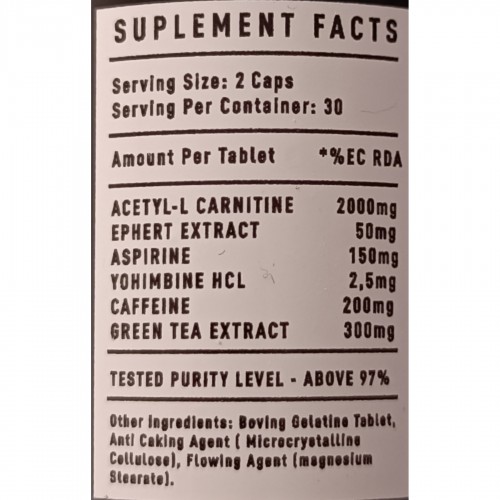 SUPLEMENT FACTS
Serving Size: 2 Caps
Serving Per Container: 30
Amount Per Tablet *%EC RDA
ACETYL-L CARNITINE 2000mg
EPHERT EXTRACT 50mg
ASPIRINE 150mg
YOHIMBINE HCL 2,5mg
CAFFEINE 200mg
GREEN TEA EXTRACT 300mg
TESTED PURITY LEVEL - ABOVE 97%
Other Ingredients: Boving Gelatine Tablet,
Anti Caking Agent ( Microcrystalline
Cellulose), Flowing Agent (magnesium
Stearate).